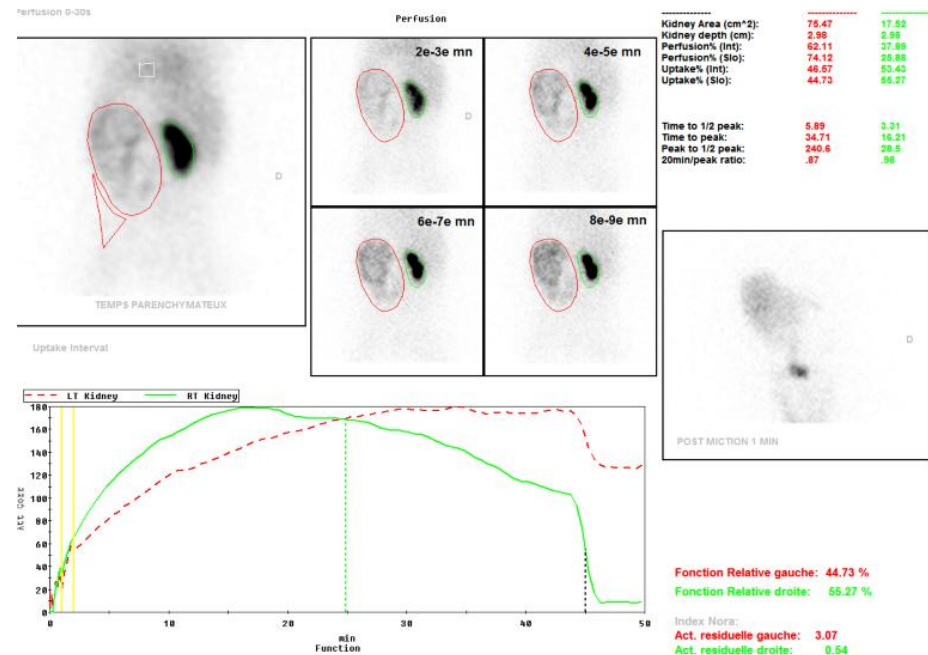 Perfusion 0-30s
Perfusion
2e-3e mn
4e-5e mn
D
D
TEMPS PARENCHYMATEUX
6e-7e mn
8e-9e mn
Uptake Interval
Kidney Area (cm^2): 75.47 17.52
Kidney depth (cm): 2.98 2.98
Perfusion% (Int): 62.11 37.89
Perfusion% (Slo): 74.12 25.88
Uptake% (Int): 46.57 53.43
Uptake% (Slo): 44.73 55.27
Time to 1/2 peak: 5.89 3.31
Time to peak: 34.71 16.21
Peak to 1/2 peak: 240.6 28.5
20min/peak ratio: .87 .96
D
POST MICTION 1 MIN
LT Kidney RT Kidney
180
160
140
120
100
80
60
40
20
0
0 10 20 30 40 50
min
Function
Fonction Relative gauche: 44.73 %
Fonction Relative droite: 55.27 %
Index Nora:
Act. residuelle gauche: 3.07
Act. residuelle droite: 0.54